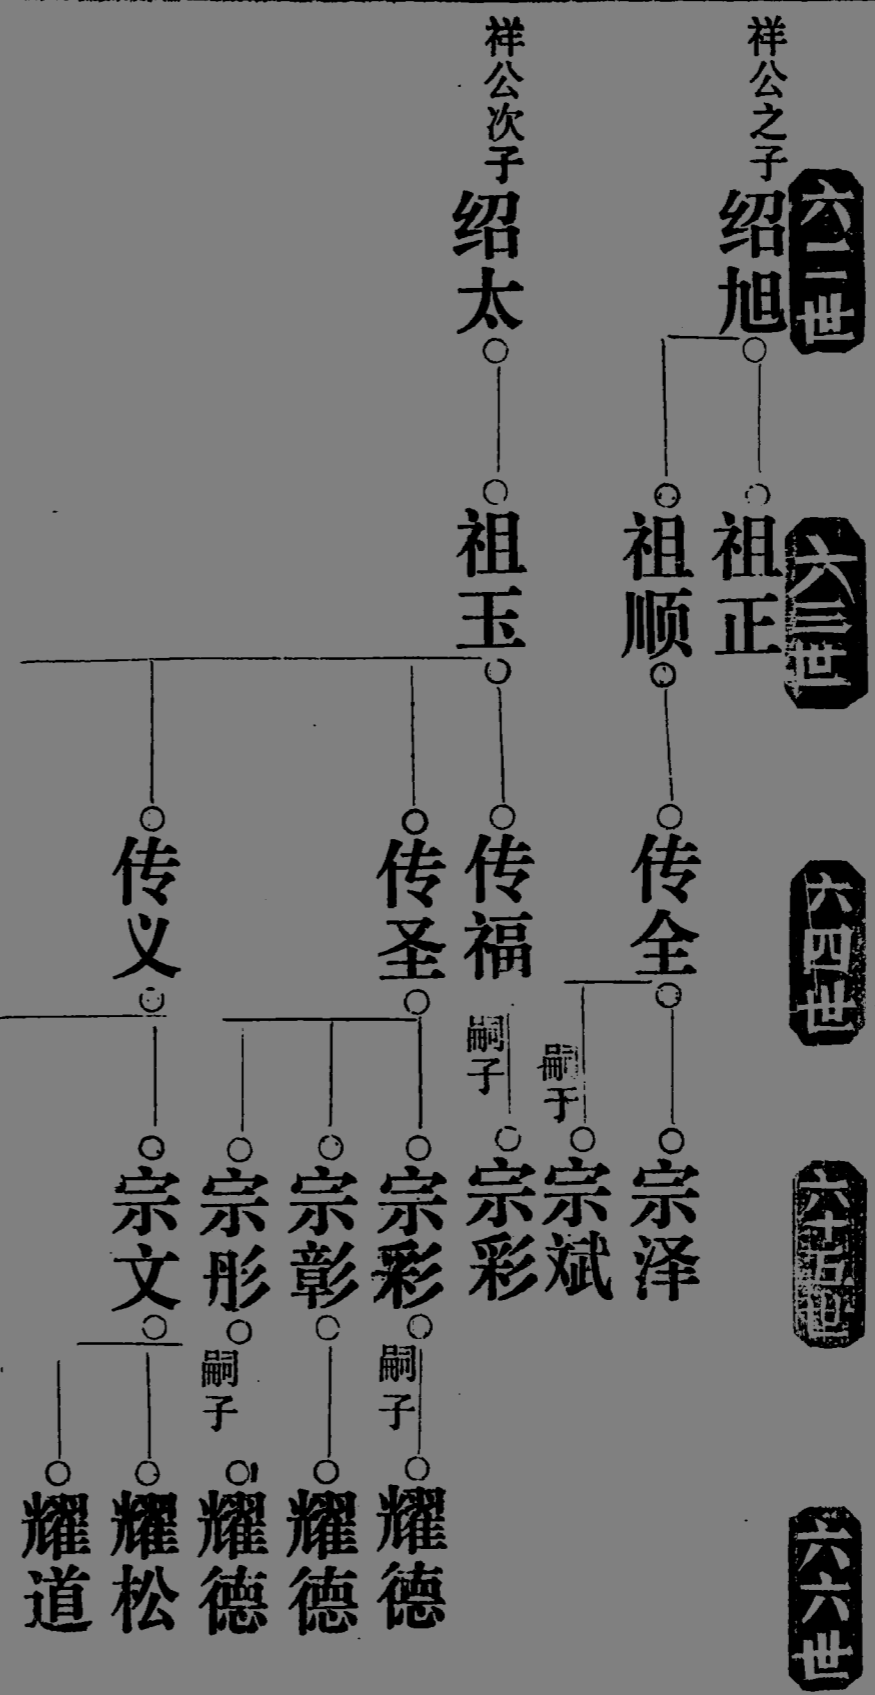 六二世
祥公之子
绍旭
祥公次子
绍太
六三世
祖正
祖顺
祖玉
六四世
传全
传福
传圣
传义
六十五世
宗泽
嗣子
宗斌
嗣子
宗彩
宗彩
宗彰
宗彤
宗文
六六世
嗣子
耀德
耀德
嗣子
耀德
耀松
耀道